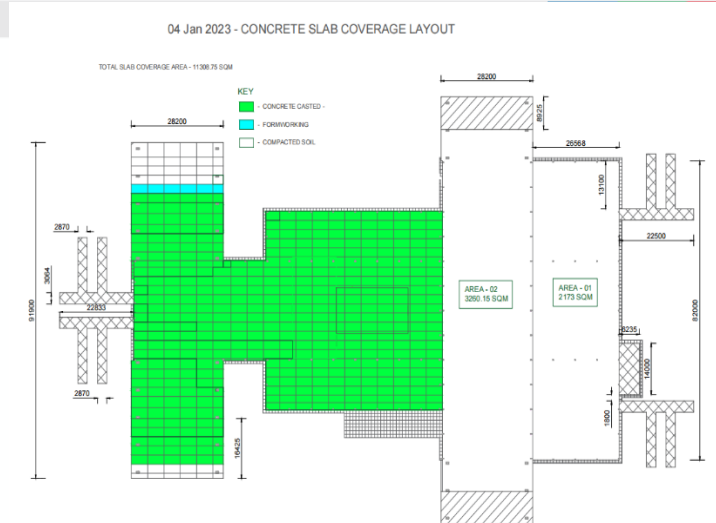 04 Jan 2023 - CONCRETE SLAB COVERAGE LAYOUT
TOTAL SLAB COVERAGE AREA - 11308.75 SQM
KEY
- CONCRETE CASTED -
- FORMWORKING
- COMPACTED SOIL
28200
28200
8925
26568
13100
2870
22500
3064
91900
22833
AREA - 02
3260.15 SQM
AREA - 01
2173 SQM
82000
6235
14000
2870
1800
16425